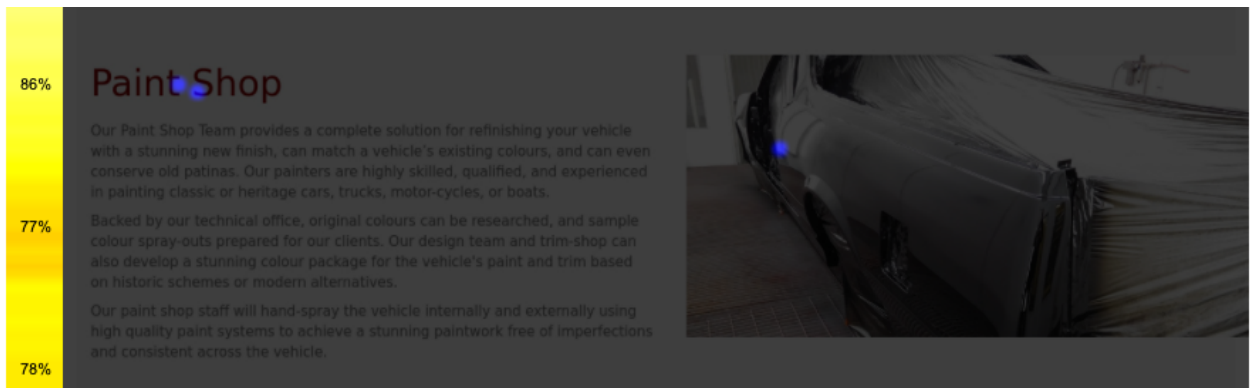 86%
77%
78%
Paint Shop
Our Paint Shop Team provides a complete solution for refinishing your vehicle
with a stunning new finish, can match a vehicle's existing colours, and can even
conserve old patinas. Our painters are highly skilled, qualified, and experienced
in painting classic or heritage cars, trucks, motor-cycles, or boats.
Backed by our technical office, original colours can be researched, and sample
colour spray-outs prepared for our clients. Our design team and trim-shop can
also develop a stunning colour package for the vehicle's paint and trim based
on historic schemes or modern alternatives.
Our paint shop staff will hand-spray the vehicle internally and externally using
high quality paint systems to achieve a stunning paintwork free of imperfections
and consistent across the vehicle.